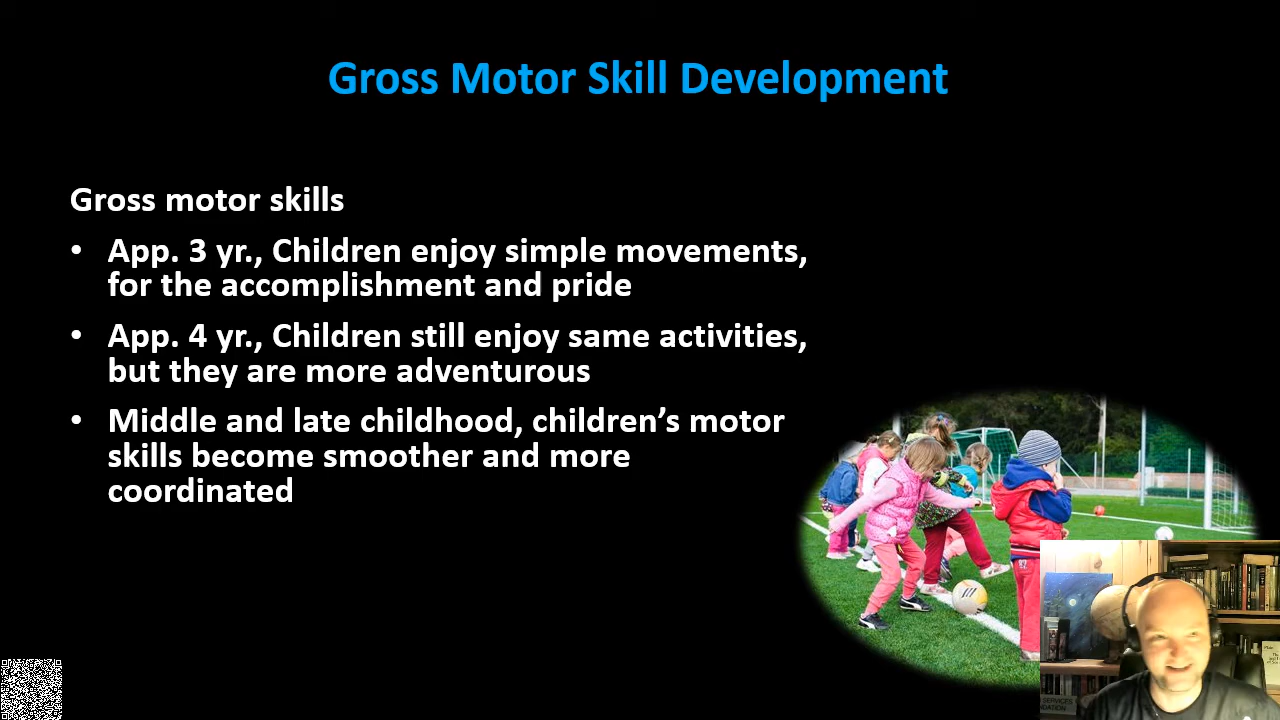 Gross Motor Skill Development
Gross motor skills
• App. 3 yr., Children enjoy simple movements,
for the accomplishment and pride
• App. 4 yr., Children still enjoy same activities,
but they are more adventurous
• Middle and late childhood, children’s motor
skills become smoother and more
coordinated